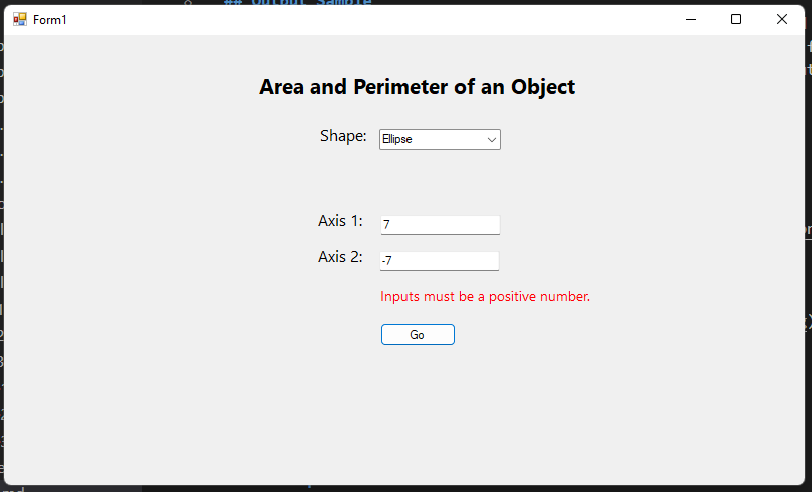 ## Output Sample
Form1
Area and Perimeter of an Object
Shape:
Ellipse
Axis 1:
7
Axis 2:
-7
Inputs must be a positive number.
Go